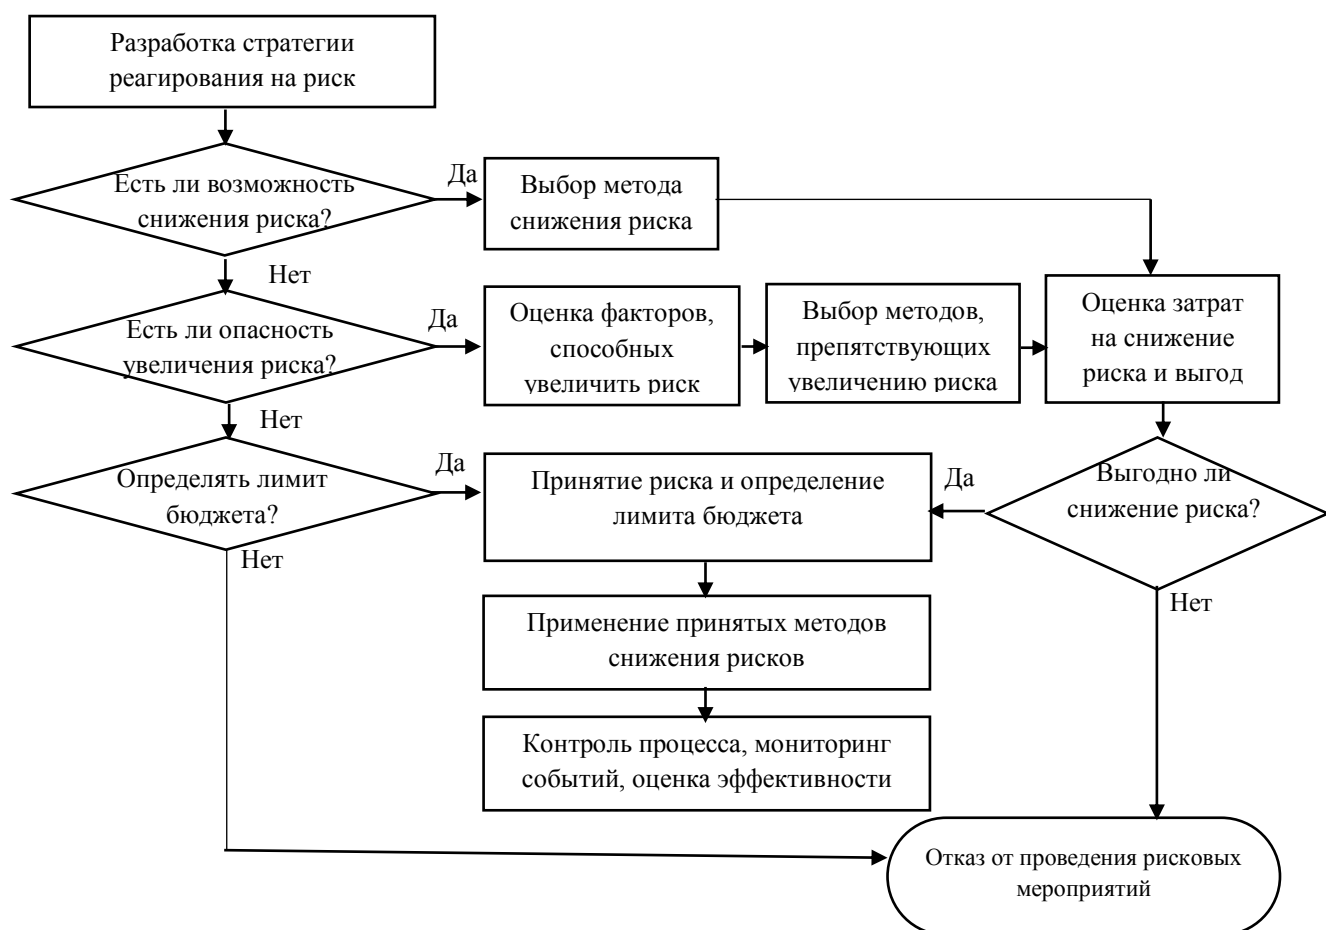 Разработка стратегии
реагирования на риск
Есть ли возможность
снижения риска?
Да
Выбор метода
снижения риска
Нет
Есть ли опасность
увеличения риска?
Да
Оценка факторов,
способных
увеличить риск
Выбор методов,
препятствующих
увеличению риска
Оценка затрат
на снижение
риска и выгод
Нет
Определять лимит
бюджета?
Да
Принятие риска и определение
лимита бюджета
Да
Выгодно ли
снижение риска?
Нет
Нет
Применение принятых методов
снижения рисков
Контроль процесса, мониторинг
событий, оценка эффективности
Отказ от проведения рисковых
мероприятий